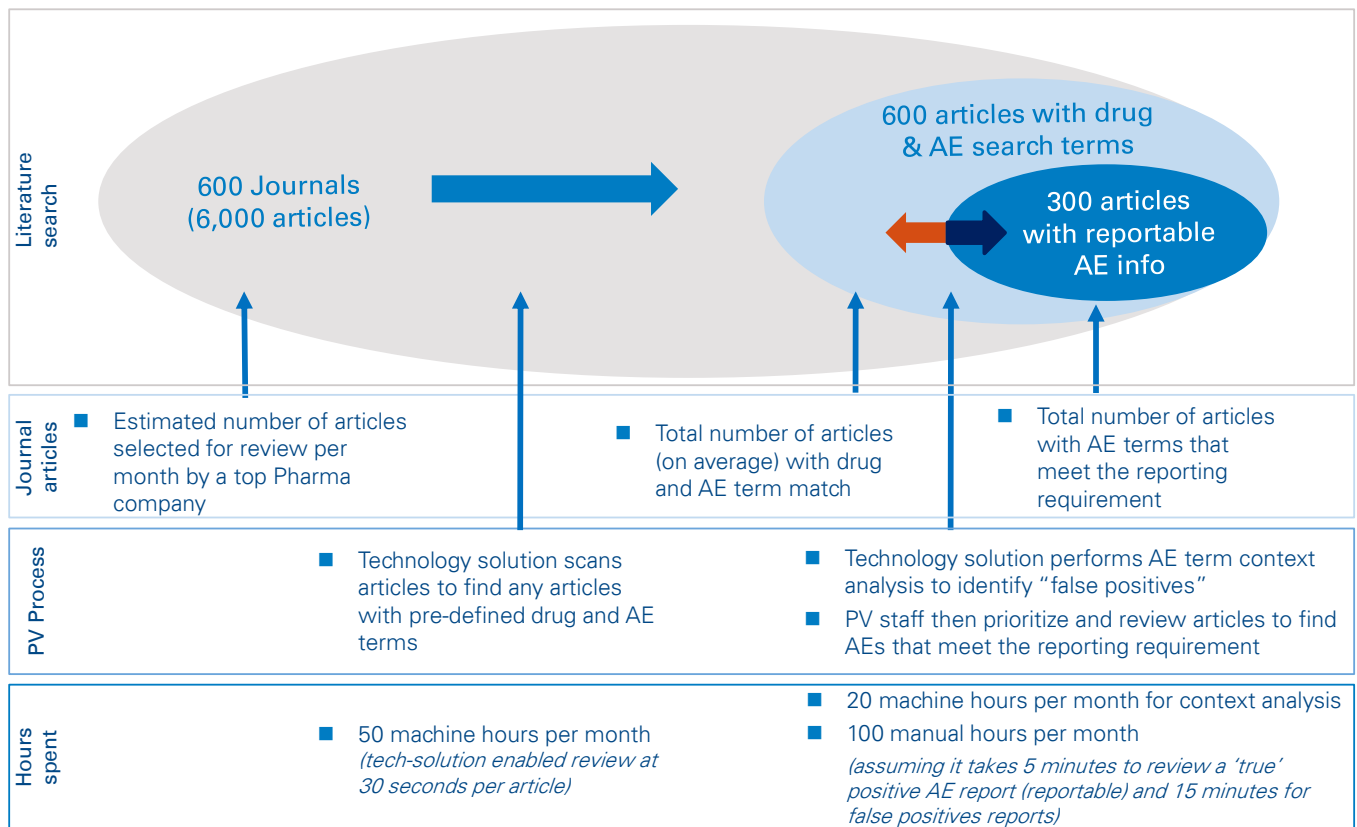 Literature
search
600 Journals
(6,000 articles)
600 articles with drug
& AE search terms
300 articles
with reportable
AE info
Journal
articles
■ Estimated number of articles
selected for review per
month by a top Pharma
company
■ Total number of articles
(on average) with drug
and AE term match
■ Total number of articles
with AE terms that
meet the reporting
requirement
PV Process
■ Technology solution scans
articles to find any articles
with pre-defined drug and AE
terms
■ Technology solution performs AE term context
analysis to identify “false positives”
■ PV staff then prioritize and review articles to find
AEs that meet the reporting requirement
Hours
spent
■ 50 machine hours per month
(tech-solution enabled review at
30 seconds per article)
■ 20 machine hours per month for context analysis
■ 100 manual hours per month
(assuming it takes 5 minutes to review a ‘true’
positive AE report (reportable) and 15 minutes for
false positives reports)